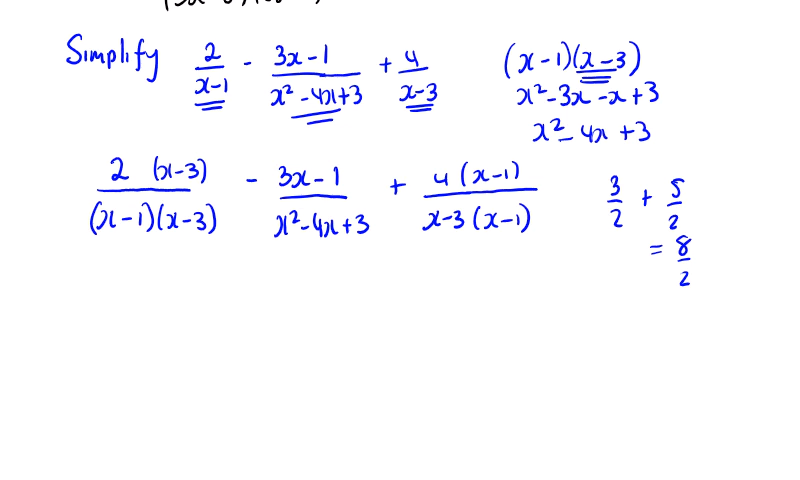 Simplify 2/(x-1) - (3x-1)/(x²-4x+3) + 4/(x-3)
(x-1)(x-3)
x²-3x-x+3
x²-4x+3
2 (x-3)/(x-1)(x-3) - (3x-1)/(x²-4x+3) + 4(x-1)/x-3(x-1)
3/2 + 5/2
= 8/2